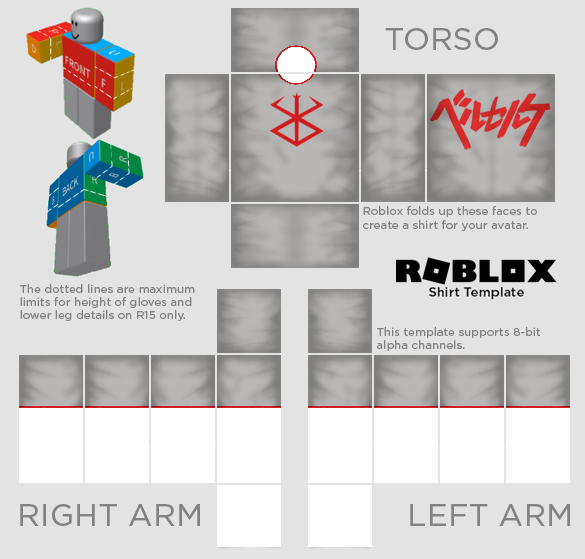 TORSO
FRONT
F
L
R
D
U
ベルセルク
Roblox folds up these faces to
create a shirt for your avatar.
BACK
U
R
B
R
B
ROBLOX
Shirt Template
The dotted lines are maximum
limits for height of gloves and
lower leg details on R15 only.
This template supports 8-bit
alpha channels.
RIGHT ARM
LEFT ARM